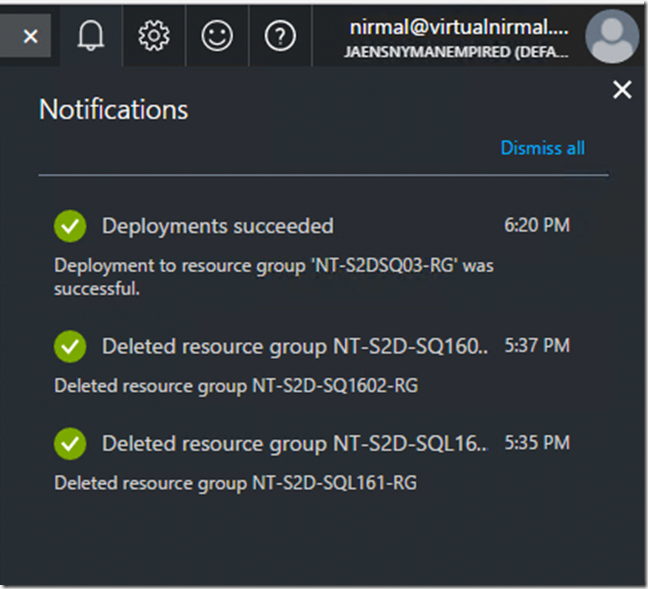 nirmal@virtualnirmal....
JAENSNYMANEMPIRED (DEFA...
Notifications
Dismiss all
Deployments succeeded 6:20 PM
Deployment to resource group 'NT-S2DSQ03-RG' was
successful.
Deleted resource group NT-S2D-SQ160.. 5:37 PM
Deleted resource group NT-S2D-SQ1602-RG
Deleted resource group NT-S2D-SQL16... 5:35 PM
Deleted resource group NT-S2D-SQL161-RG